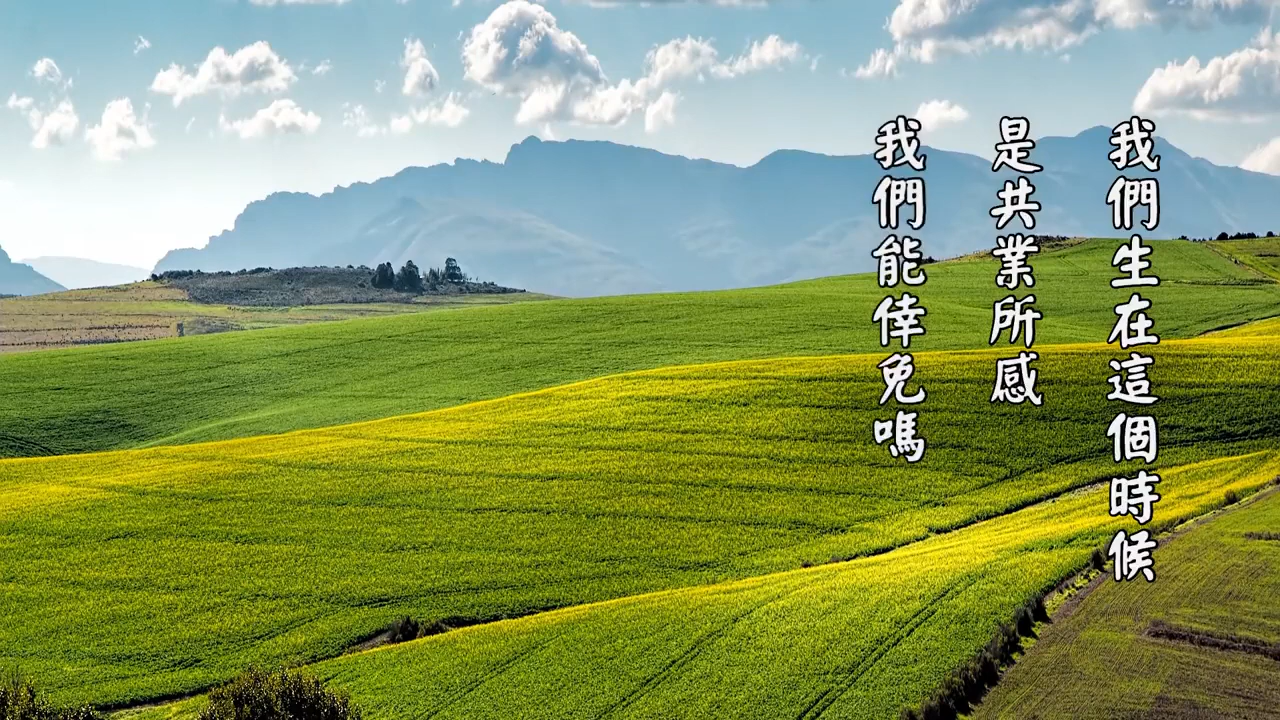 我們生在這個時候
是共業所感
我們能倖免嗎